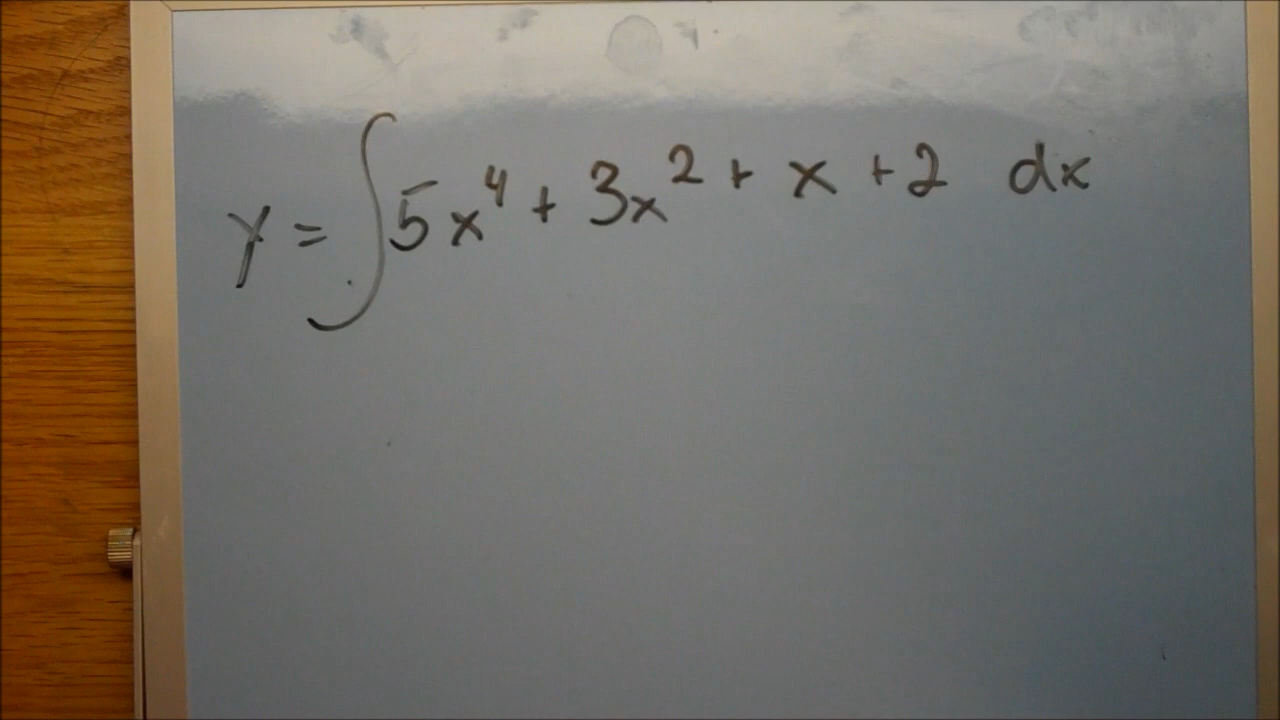 y = ∫ 5x⁴ + 3x² + x + 2 dx